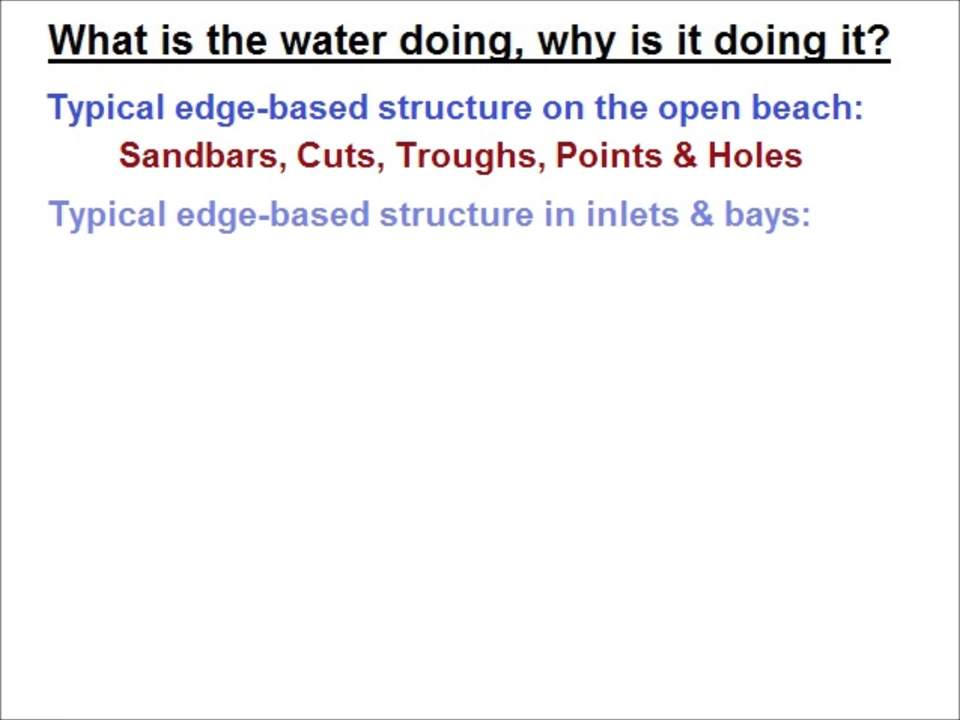 What is the water doing, why is it doing it?
Typical edge-based structure on the open beach:
Sandbars, Cuts, Troughs, Points & Holes
Typical edge-based structure in inlets & bays: